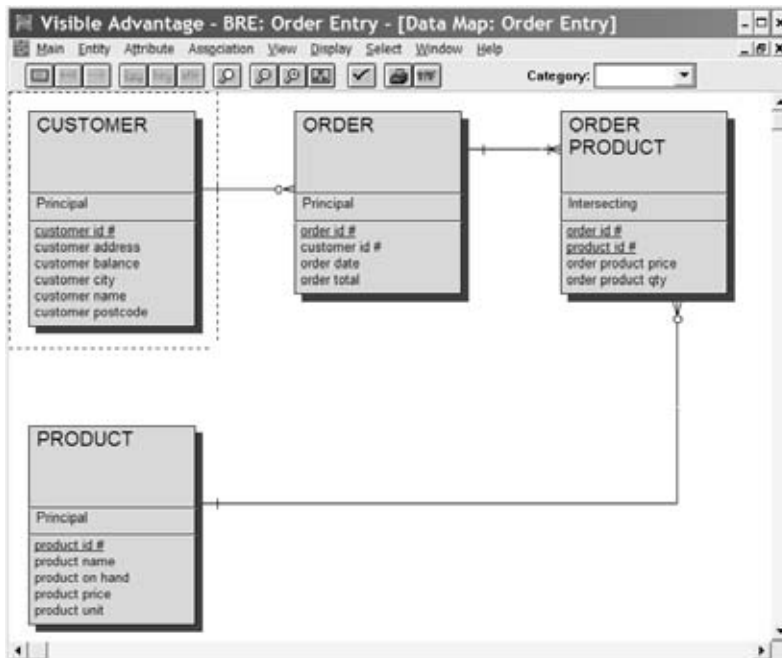 Visible Advantage - BRE: Order Entry - [Data Map: Order Entry]
Main Entity Attribute Association View Display Select Window Help
Category:
CUSTOMER
Principal
customer id #
customer address
customer balance
customer city
customer name
customer postcode
ORDER
Principal
order id #
customer id #
order date
order total
ORDER
PRODUCT
Intersecting
order id #
product id #
order product price
order product qty
PRODUCT
Principal
product id #
product name
product on hand
product price
product unit